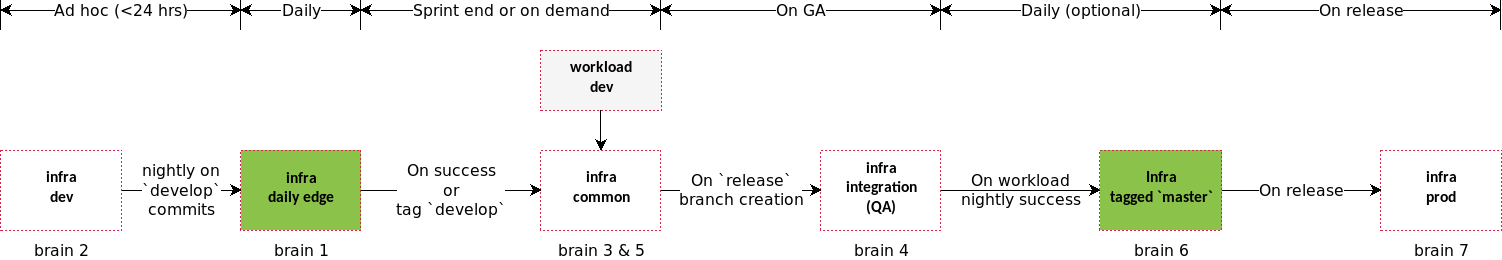 Ad hoc (<24 hrs)
Daily
Sprint end or on demand
On GA
Daily (optional)
On release
workload
dev
infra
dev
nightly on
`develop`
commits
infra
daily edge
On success
or
tag `develop`
infra
common
On `release`
branch creation
infra
integration
(QA)
On workload
nightly success
Infra
tagged `master`
On release
infra
prod
brain 2
brain 1
brain 3 & 5
brain 4
brain 6
brain 7